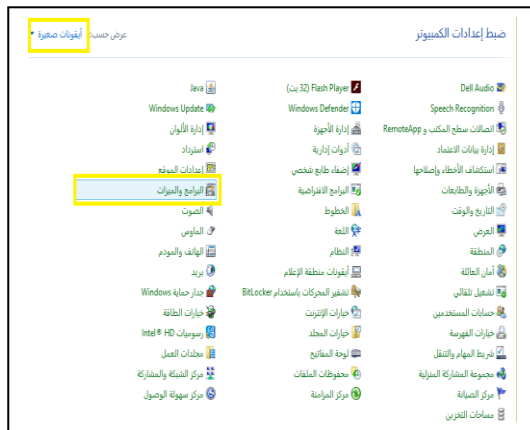 ضبط إعدادات الكمبيوتر
عرض حسب: أيقونات صغيرة
Dell Audio
Flash Player (32 بت)
Java
Speech Recognition
Windows Defender
Windows Update
اتصالات سطح المكتب و RemoteApp
إدارة الأجهزة
إدارة الألوان
إدارة بيانات الاعتماد
أدوات إدارية
استرداد
استكشاف الأخطاء وإصلاحها
إضفاء طابع شخصي
إعدادات الموقع
الأجهزة والطابعات
البرامج الافتراضية
البرامج والميزات
التاريخ والوقت
الخطوط
الصوت
العرض
اللغة
الماوس
المنطقة
النظام
الهاتف والمودم
أمان العائلة
أيقونات منطقة الإعلام
بريد
تشغيل تلقائي
تشفير المحركات باستخدام BitLocker
جدار حماية Windows
حسابات المستخدمين
خيارات الإنترنت
خيارات الطاقة
خيارات الفهرسة
خيارات المجلد
رسوميات Intel® HD
شريط المهام والتنقل
لوحة المفاتيح
مجلدات العمل
مجموعة المشاركة المنزلية
محفوظات الملفات
مركز الشبكة والمشاركة
مركز الصيانة
مركز المزامنة
مركز سهولة الوصول
مساحات التخزين